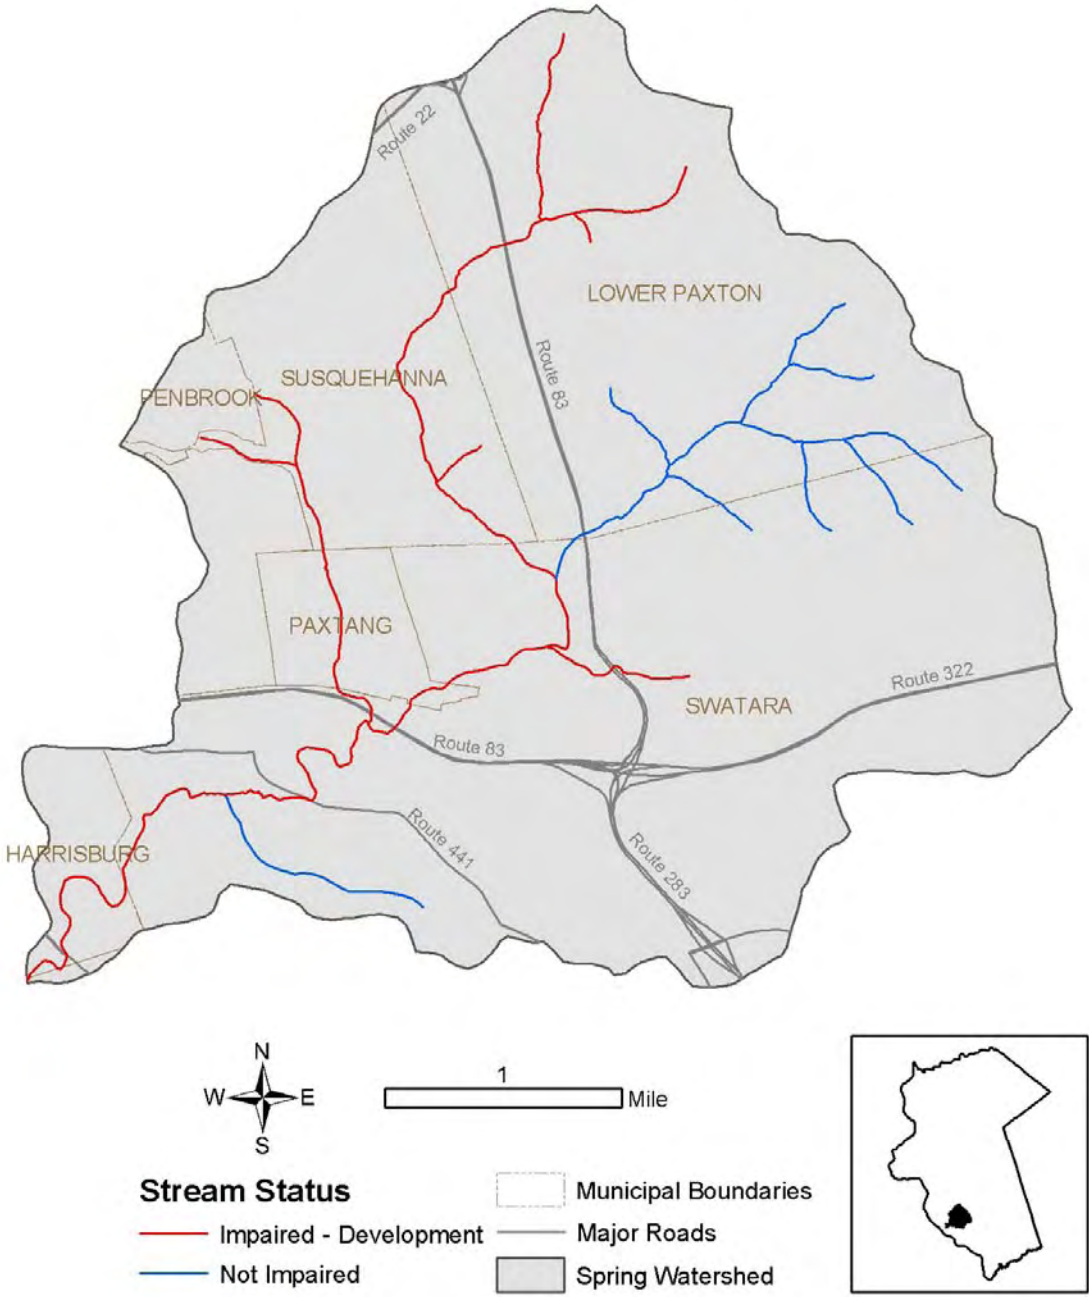 Route 22
LOWER PAXTON
Route 83
SUSQUEHANNA
PENBROOK
PAXTANG
Route 322
SWATARA
Route 83
Route 441
HARRISBURG
Route 283
N
W E
S
1
Mile
Stream Status
Impaired - Development
Not Impaired
Municipal Boundaries
Major Roads
Spring Watershed